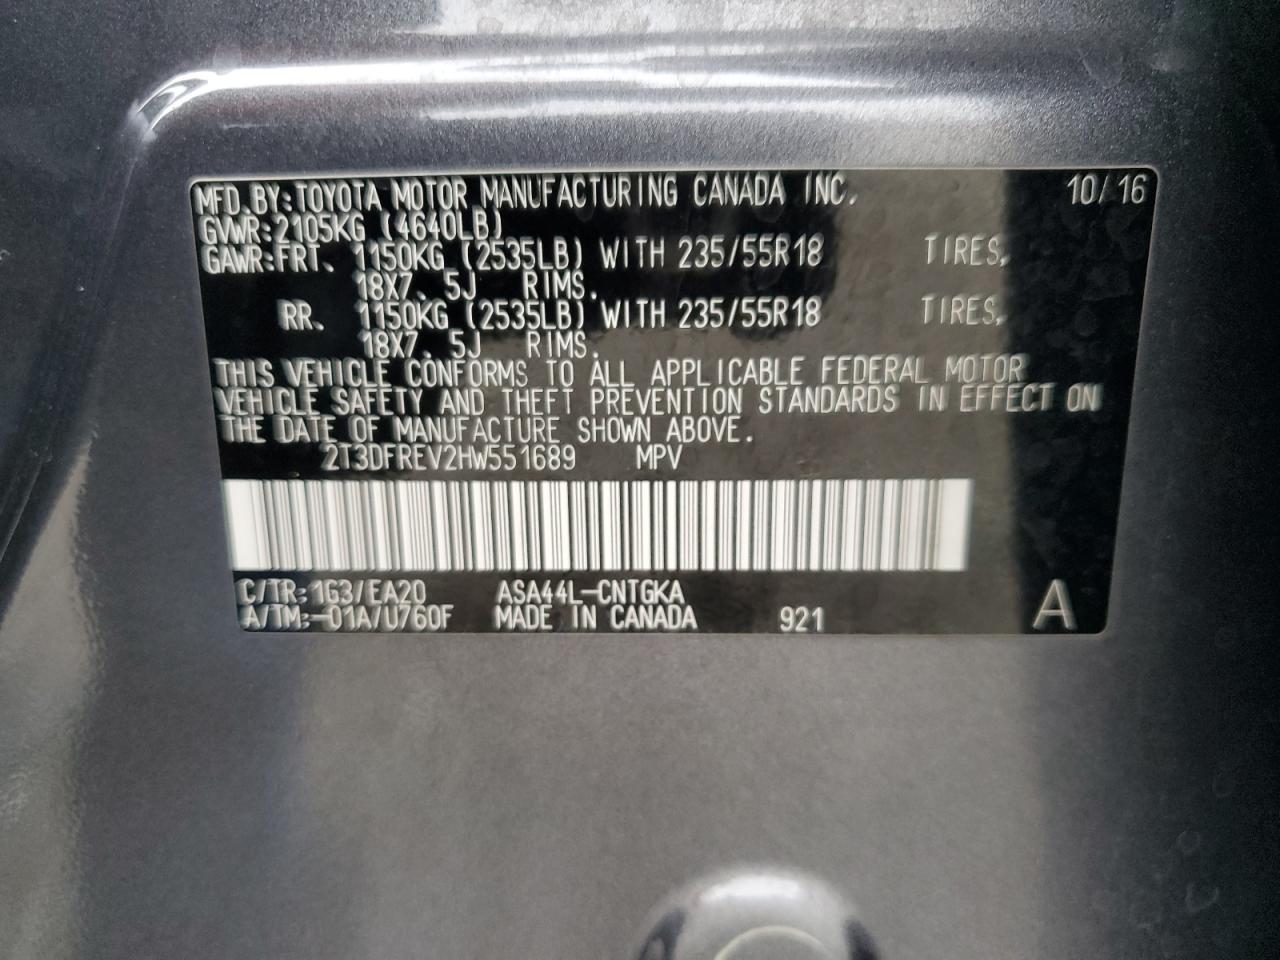 MFD.BY:TOYOTA MOTOR MANUFACTURING CANADA INC. 10/16
GVWR:2105KG (4640LB)
GAWR:FRT. 1150KG (2535LB) WITH 235/55R18 TIRES,
18X7.5J RIMS.
RR. 1150KG (2535LB) WITH 235/55R18 TIRES,
18X7.5J RIMS.
THIS VEHICLE CONFORMS TO ALL APPLICABLE FEDERAL MOTOR
VEHICLE SAFETY AND THEFT PREVENTION STANDARDS IN EFFECT ON
THE DATE OF MANUFACTURE SHOWN ABOVE.
2T3DFREV2HW551689 MPV
C/TR:1G3/EA20 ASA44L-CNTGKA
A/TM:-01A/U760F MADE IN CANADA 921 A